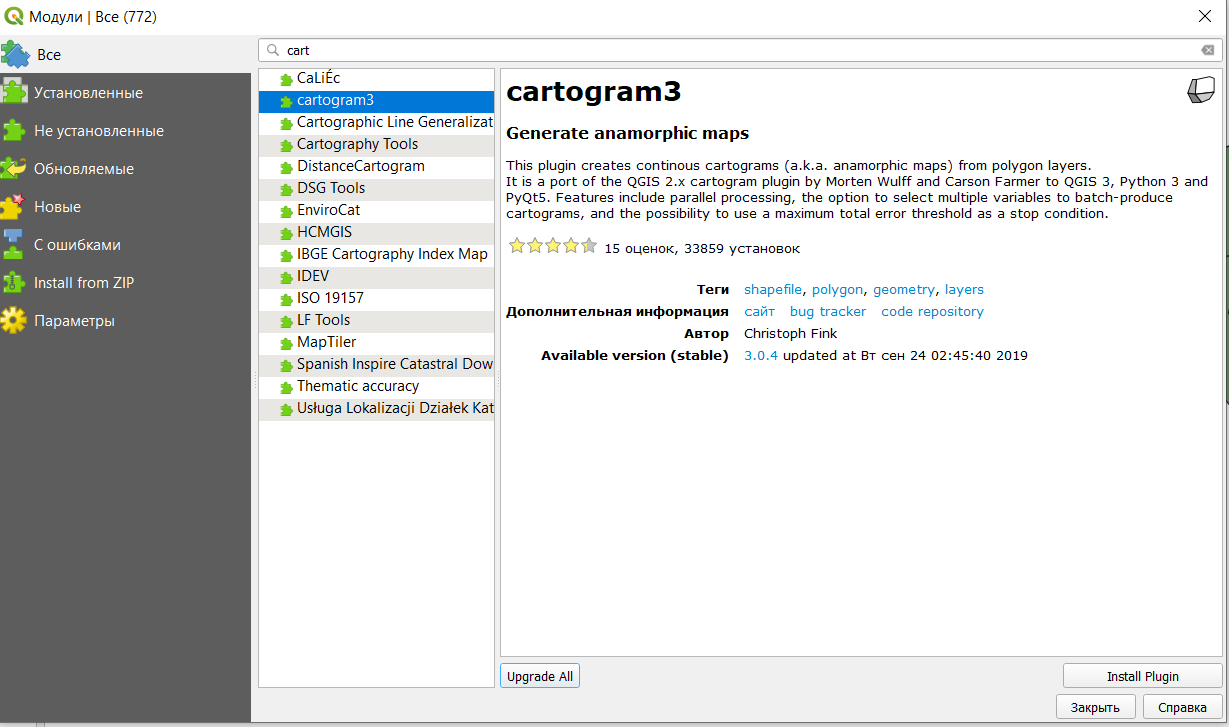 Модули | Все (772)
Все
Установленные
Не установленные
Обновляемые
Новые
С ошибками
Install from ZIP
Параметры
cart
CaLiÉc
cartogram3
Cartographic Line Generalizat
Cartography Tools
DistanceCartogram
DSG Tools
EnviroCat
HCMGIS
IBGE Cartography Index Map
IDEV
ISO 19157
LF Tools
MapTiler
Spanish Inspire Catastral Dow
Thematic accuracy
Usługa Lokalizacji Działek Kat
cartogram3
Generate anamorphic maps
This plugin creates continous cartograms (a.k.a. anamorphic maps) from polygon layers.
It is a port of the QGIS 2.x cartogram plugin by Morten Wulff and Carson Farmer to QGIS 3, Python 3 and
PyQt5. Features include parallel processing, the option to select multiple variables to batch-produce
cartograms, and the possibility to use a maximum total error threshold as a stop condition.
15 оценок, 33859 установок
Теги shapefile, polygon, geometry, layers
Дополнительная информация сайт bug tracker code repository
Автор Christoph Fink
Available version (stable) 3.0.4 updated at Вт сен 24 02:45:40 2019
Upgrade All
Install Plugin
Закрыть
Справка